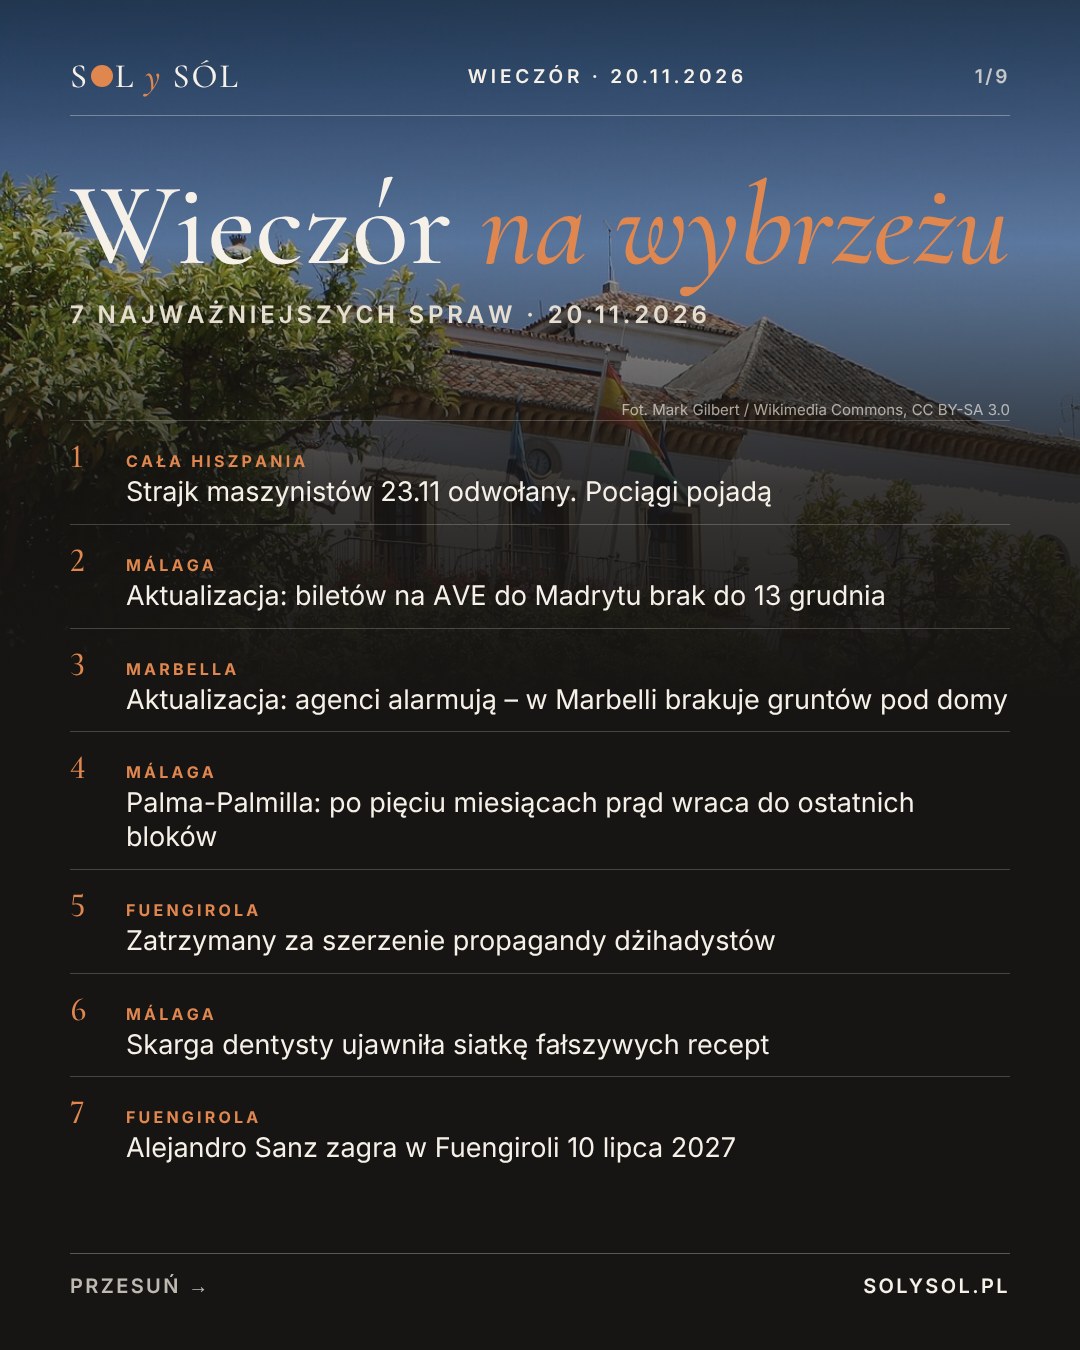 SOL y SÓL
WIECZÓR · 20.11.2026
1/9
Wieczór na wybrzeżu
7 NAJWAŻNIEJSZYCH SPRAW · 20.11.2026
Fot. Mark Gilbert / Wikimedia Commons, CC BY-SA 3.0
1 CAŁA HISZPANIA
Strajk maszynistów 23.11 odwołany. Pociągi pojadą
2 MÁLAGA
Aktualizacja: biletów na AVE do Madrytu brak do 13 grudnia
3 MARBELLA
Aktualizacja: agenci alarmują – w Marbelli brakuje gruntów pod domy
4 MÁLAGA
Palma-Palmilla: po pięciu miesiącach prąd wraca do ostatnich
bloków
5 FUENGIROLA
Zatrzymany za szerzenie propagandy dżihadystów
6 MÁLAGA
Skarga dentysty ujawniła siatkę fałszywych recept
7 FUENGIROLA
Alejandro Sanz zagra w Fuengiroli 10 lipca 2027
PRZESUŃ →
SOLYSOL.PL